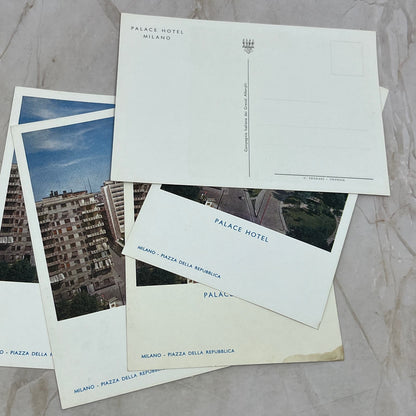 PALACE HOTEL
MILANO
Compagnia Italiana dei Grandi Alberghi
PALACE HOTEL
MILANO - PIAZZA DELLA REPUBBLICA
PALAC
MILANO - PIAZZA DELLA REPUBBLICA
MILANO - PIAZZA DELLA REPUBBLICA
- PIAZZA DELLA